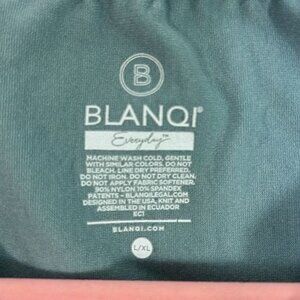 B
BLANQI®
Everyday™
MACHINE WASH COLD, GENTLE
WITH SIMILAR COLORS. DO NOT
BLEACH. LINE DRY PREFERRED.
DO NOT IRON. DO NOT DRY CLEAN.
DO NOT APPLY FABRIC SOFTENER.
90% NYLON 10% SPANDEX
PATENTS – BLANQILEGAL.COM
DESIGNED IN THE USA, KNIT AND
ASSEMBLED IN ECUADOR
EC1
BLANQI.COM
L/XL